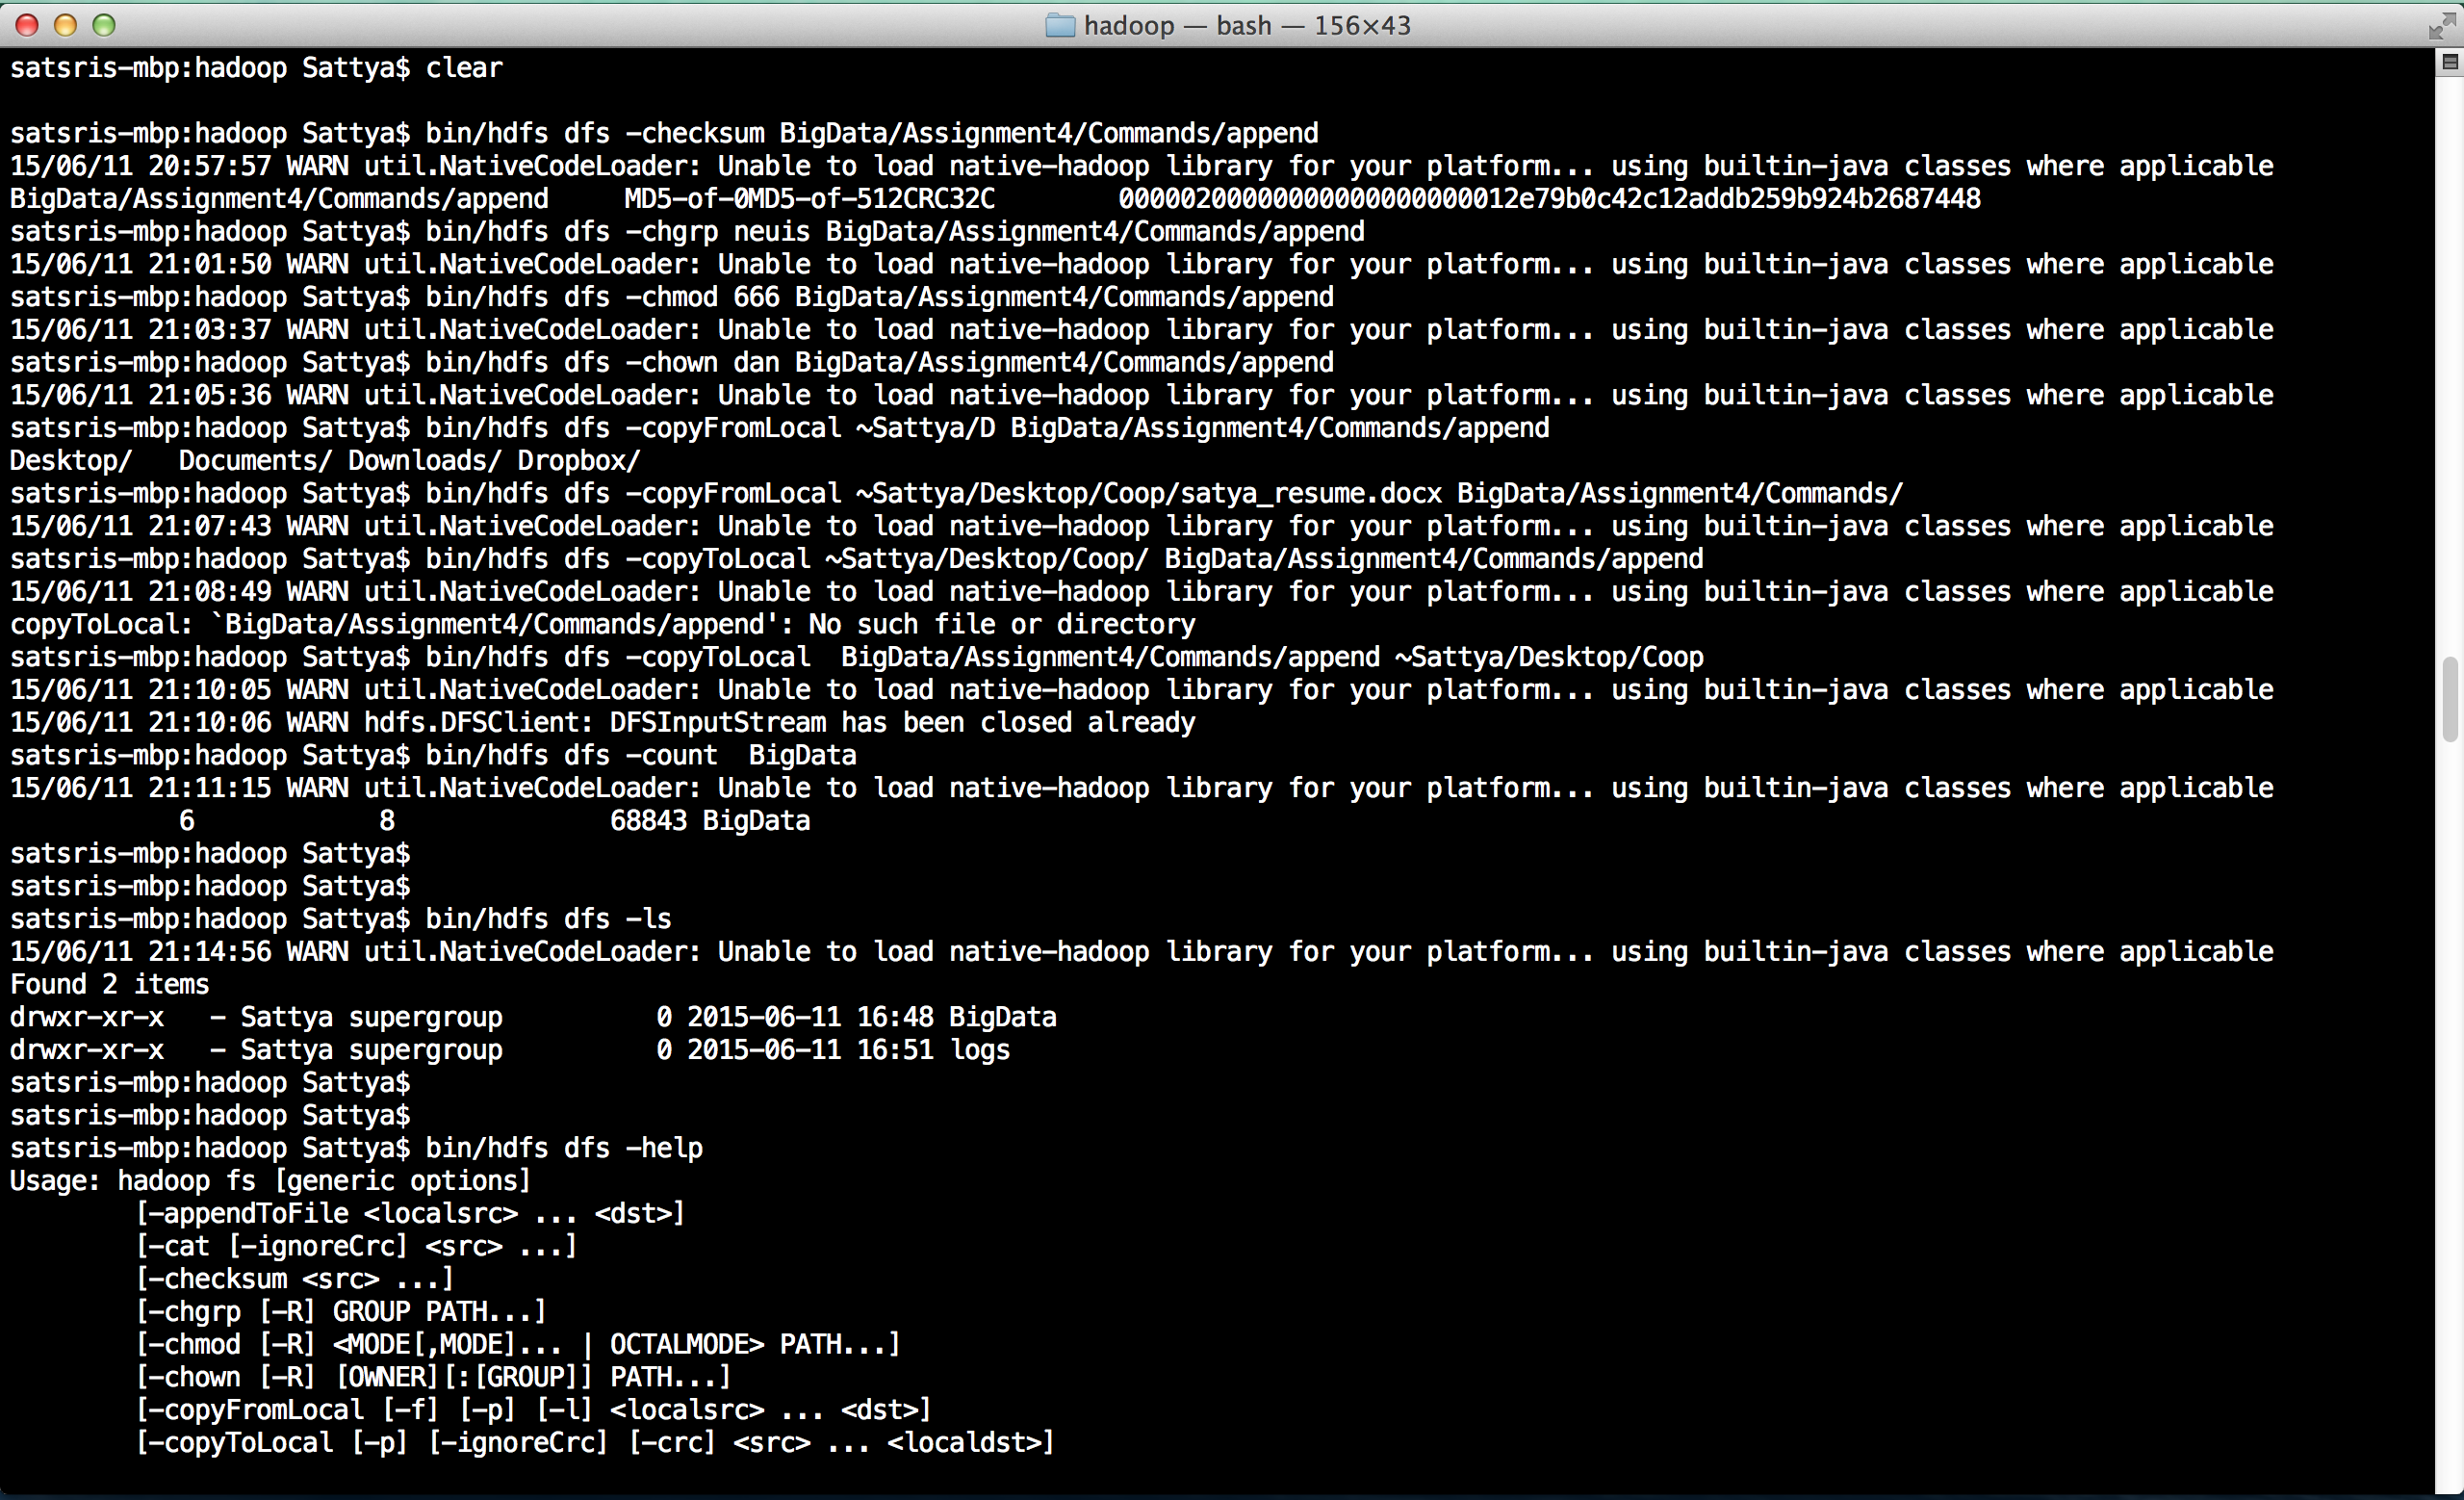 hadoop — bash — 156×43
satsris-mbp:hadoop Sattya$ clear
satsris-mbp:hadoop Sattya$ bin/hdfs dfs -checksum BigData/Assignment4/Commands/append
15/06/11 20:57:57 WARN util.NativeCodeLoader: Unable to load native-hadoop library for your platform... using builtin-java classes where applicable
BigData/Assignment4/Commands/append     MD5-of-0MD5-of-512CRC32C        00000200000000000000000012e79b0c42c12addb259b924b2687448
satsris-mbp:hadoop Sattya$ bin/hdfs dfs -chgrp neuis BigData/Assignment4/Commands/append
15/06/11 21:01:50 WARN util.NativeCodeLoader: Unable to load native-hadoop library for your platform... using builtin-java classes where applicable
satsris-mbp:hadoop Sattya$ bin/hdfs dfs -chmod 666 BigData/Assignment4/Commands/append
15/06/11 21:03:37 WARN util.NativeCodeLoader: Unable to load native-hadoop library for your platform... using builtin-java classes where applicable
satsris-mbp:hadoop Sattya$ bin/hdfs dfs -chown dan BigData/Assignment4/Commands/append
15/06/11 21:05:36 WARN util.NativeCodeLoader: Unable to load native-hadoop library for your platform... using builtin-java classes where applicable
satsris-mbp:hadoop Sattya$ bin/hdfs dfs -copyFromLocal ~Sattya/D BigData/Assignment4/Commands/append
Desktop/   Documents/ Downloads/ Dropbox/
satsris-mbp:hadoop Sattya$ bin/hdfs dfs -copyFromLocal ~Sattya/Desktop/Coop/satya_resume.docx BigData/Assignment4/Commands/
15/06/11 21:07:43 WARN util.NativeCodeLoader: Unable to load native-hadoop library for your platform... using builtin-java classes where applicable
satsris-mbp:hadoop Sattya$ bin/hdfs dfs -copyToLocal ~Sattya/Desktop/Coop/ BigData/Assignment4/Commands/append
15/06/11 21:08:49 WARN util.NativeCodeLoader: Unable to load native-hadoop library for your platform... using builtin-java classes where applicable
copyToLocal: `BigData/Assignment4/Commands/append': No such file or directory
satsris-mbp:hadoop Sattya$ bin/hdfs dfs -copyToLocal  BigData/Assignment4/Commands/append ~Sattya/Desktop/Coop
15/06/11 21:10:05 WARN util.NativeCodeLoader: Unable to load native-hadoop library for your platform... using builtin-java classes where applicable
15/06/11 21:10:06 WARN hdfs.DFSClient: DFSInputStream has been closed already
satsris-mbp:hadoop Sattya$ bin/hdfs dfs -count  BigData
15/06/11 21:11:15 WARN util.NativeCodeLoader: Unable to load native-hadoop library for your platform... using builtin-java classes where applicable
           6            8              68843 BigData
satsris-mbp:hadoop Sattya$
satsris-mbp:hadoop Sattya$
satsris-mbp:hadoop Sattya$ bin/hdfs dfs -ls
15/06/11 21:14:56 WARN util.NativeCodeLoader: Unable to load native-hadoop library for your platform... using builtin-java classes where applicable
Found 2 items
drwxr-xr-x   - Sattya supergroup          0 2015-06-11 16:48 BigData
drwxr-xr-x   - Sattya supergroup          0 2015-06-11 16:51 logs
satsris-mbp:hadoop Sattya$
satsris-mbp:hadoop Sattya$
satsris-mbp:hadoop Sattya$ bin/hdfs dfs -help
Usage: hadoop fs [generic options]
        [-appendToFile <localsrc> ... <dst>]
        [-cat [-ignoreCrc] <src> ...]
        [-checksum <src> ...]
        [-chgrp [-R] GROUP PATH...]
        [-chmod [-R] <MODE[,MODE]... | OCTALMODE> PATH...]
        [-chown [-R] [OWNER][:[GROUP]] PATH...]
        [-copyFromLocal [-f] [-p] [-l] <localsrc> ... <dst>]
        [-copyToLocal [-p] [-ignoreCrc] [-crc] <src> ... <localdst>]